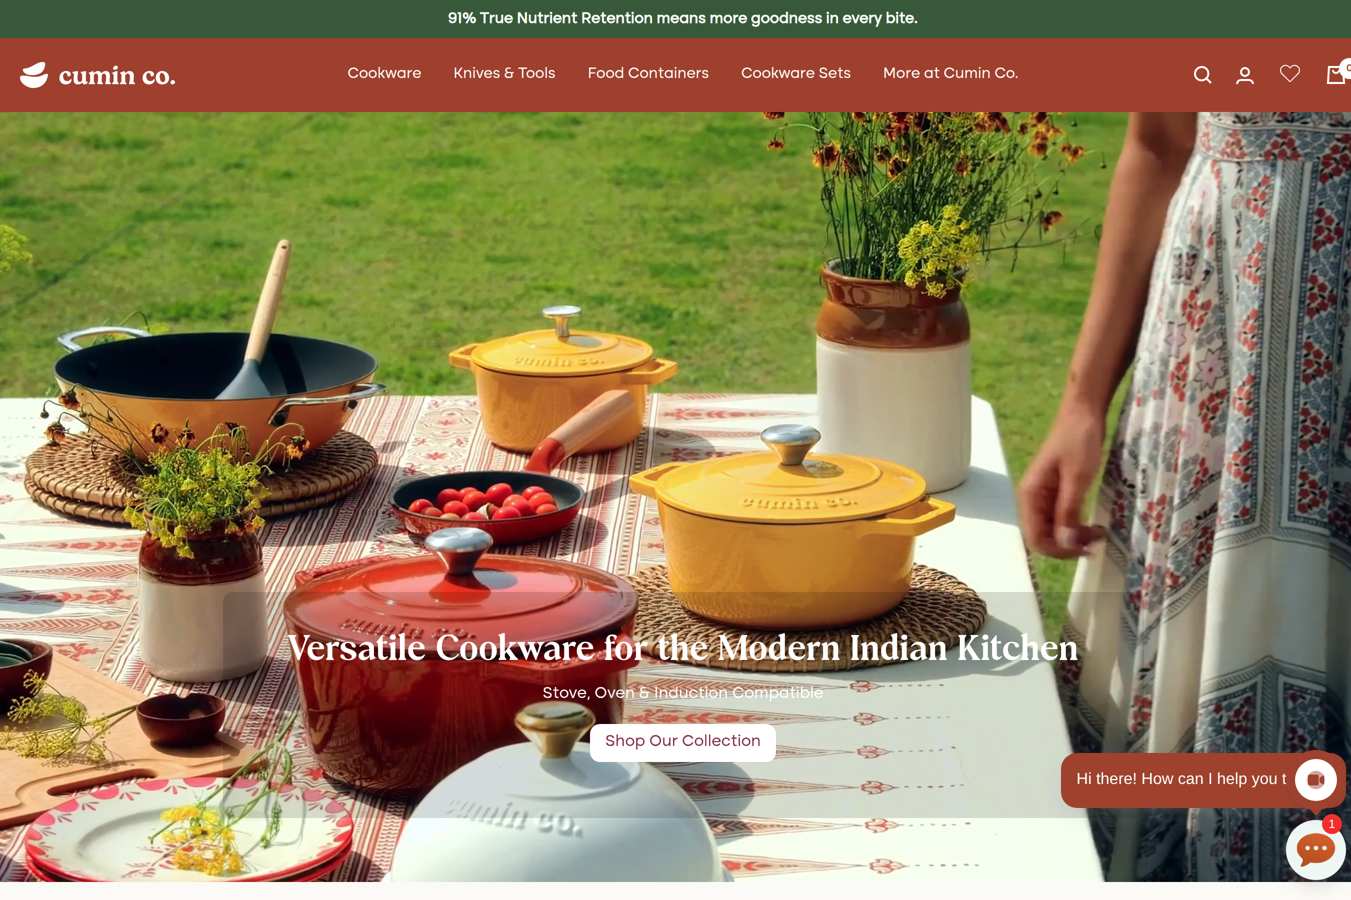 91% True Nutrient Retention means more goodness in every bite.
cumin co.
Cookware
Knives & Tools
Food Containers
Cookware Sets
More at Cumin Co.
cumin co.
cumin co.
cumin co.
Versatile Cookware for the Modern Indian Kitchen
Stove, Oven & Induction Compatible
Shop Our Collection
Hi there! How can I help you t
1
cumin co.